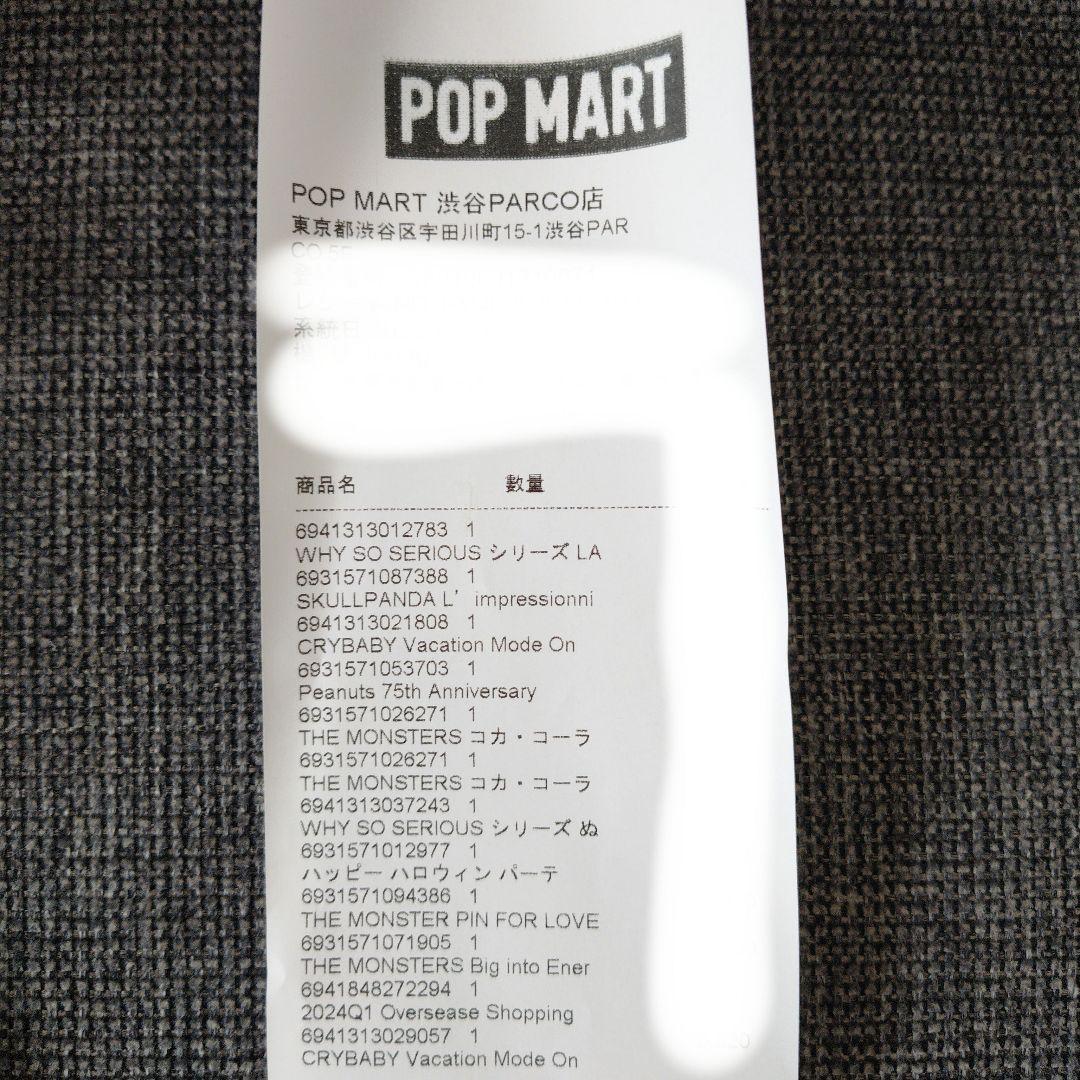 POP MART
POP MART 渋谷PARCO店
東京都渋谷区宇田川町15-1渋谷PAR
CO 5F
系統日
商品名 數量
6941313012783 1
WHY SO SERIOUS シリーズ LA
6931571087388 1
SKULLPANDA L’ impressionni
6941313021808 1
CRYBABY Vacation Mode On
6931571053703 1
Peanuts 75th Anniversary
6931571026271 1
THE MONSTERS コカ・コーラ
6931571026271 1
THE MONSTERS コカ・コーラ
6941313037243 1
WHY SO SERIOUS シリーズ ぬ
6931571012977 1
ハッピー ハロウィン パーテ
6931571094386 1
THE MONSTER PIN FOR LOVE
6931571071905 1
THE MONSTERS Big into Ener
6941848272294 1
2024Q1 Oversease Shopping
6941313029057 1
CRYBABY Vacation Mode On